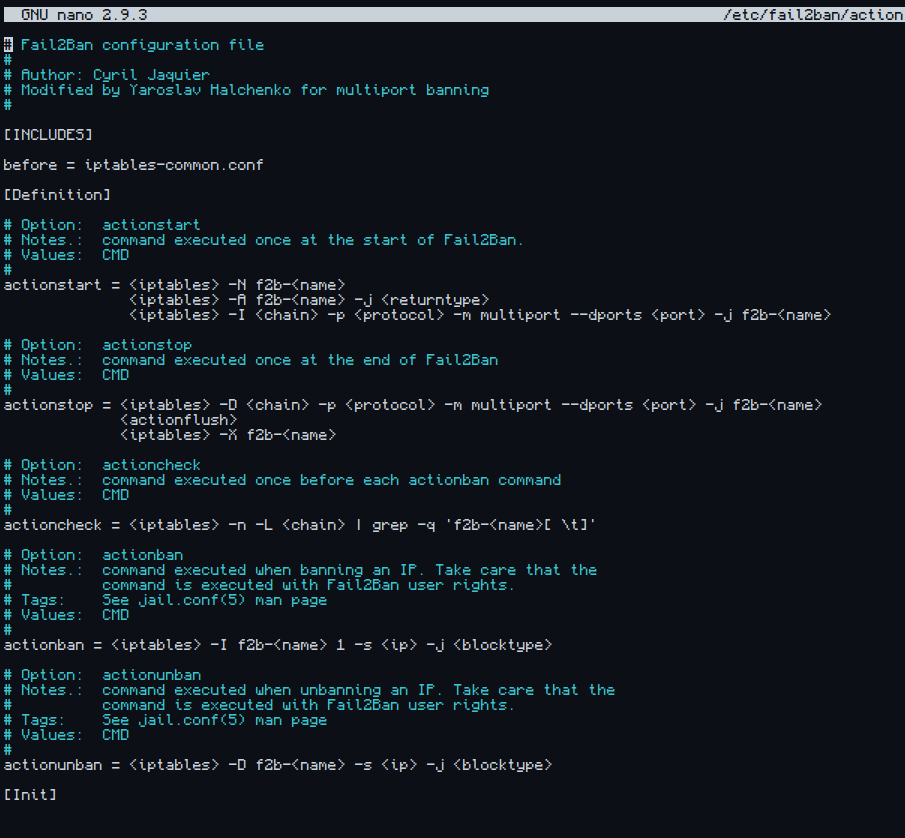 GNU nano 2.9.3 /etc/fail2ban/action
# Fail2Ban configuration file
#
# Author: Cyril Jaquier
# Modified by Yaroslav Halchenko for multiport banning
#
[INCLUDES]
before = iptables-common.conf
[Definition]
# Option:  actionstart
# Notes.:  command executed once at the start of Fail2Ban.
# Values:  CMD
#
actionstart = <iptables> -N f2b-<name>
              <iptables> -A f2b-<name> -j <returntype>
              <iptables> -I <chain> -p <protocol> -m multiport --dports <port> -j f2b-<name>
# Option:  actionstop
# Notes.:  command executed once at the end of Fail2Ban
# Values:  CMD
#
actionstop = <iptables> -D <chain> -p <protocol> -m multiport --dports <port> -j f2b-<name>
             <actionflush>
             <iptables> -X f2b-<name>
# Option:  actioncheck
# Notes.:  command executed once before each actionban command
# Values:  CMD
#
actioncheck = <iptables> -n -L <chain> | grep -q 'f2b-<name>[ \t]'
# Option:  actionban
# Notes.:  command executed when banning an IP. Take care that the
#          command is executed with Fail2Ban user rights.
# Tags:    See jail.conf(5) man page
# Values:  CMD
#
actionban = <iptables> -I f2b-<name> 1 -s <ip> -j <blocktype>
# Option:  actionunban
# Notes.:  command executed when unbanning an IP. Take care that the
#          command is executed with Fail2Ban user rights.
# Tags:    See jail.conf(5) man page
# Values:  CMD
#
actionunban = <iptables> -D f2b-<name> -s <ip> -j <blocktype>
[Init]